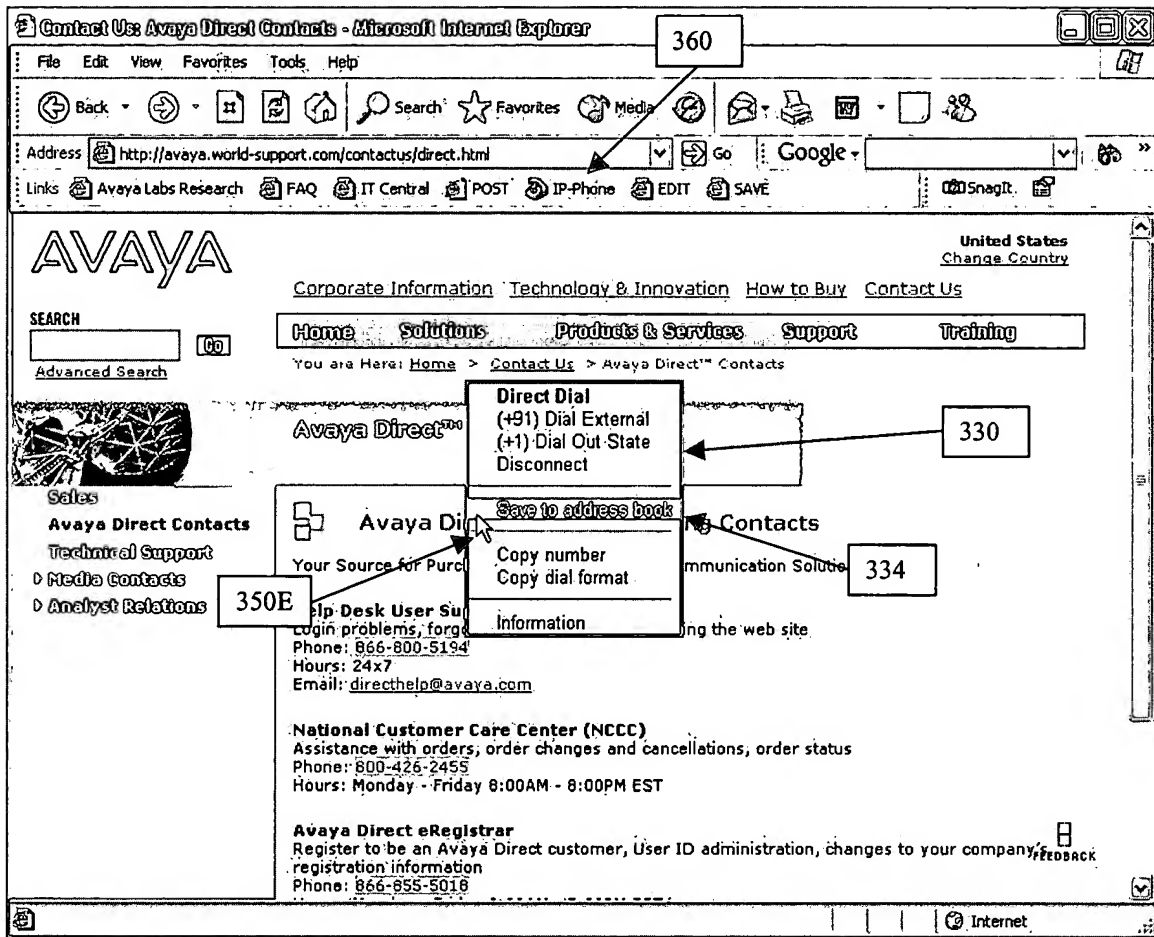 Contact Us: Avaya Direct Contacts - Microsoft Internet Explorer
360
File Edit View Favorites Tools Help
Back Search Favorites Media
Address http://avaya.world-support.com/contactus/direct.html Go Google
Links Avaya Labs Research FAQ IT Central POST IP-Phone EDIT SAVE SnagIt
AVAYA
United States
Change Country
Corporate Information Technology & Innovation How to Buy Contact Us
SEARCH
Go
Advanced Search
Home Solutions Products & Services Support Training
You are Here: Home > Contact Us > Avaya Direct™ Contacts
Avaya Direct™
Direct Dial
(+91) Dial External
(+1) Dial Out State
Disconnect
Save to address book
Copy number
Copy dial format
Information
330
334
350E
Sales
Avaya Direct Contacts
Technical Support
Media Contacts
Analyst Relations
Avaya Di ng Contacts
Your Source for Purc mmunication Solutio
elp Desk User Su
Login problems, forg ing the web site
Phone: 866-800-5194
Hours: 24x7
Email: directhelp@avaya.com
National Customer Care Center (NCCC)
Assistance with orders, order changes and cancellations, order status
Phone: 800-426-2455
Hours: Monday - Friday 8:00AM - 8:00PM EST
Avaya Direct eRegistrar
Register to be an Avaya Direct customer, User ID administration, changes to your company's
registration information
Phone: 866-855-5018
FEEDBACK
Internet